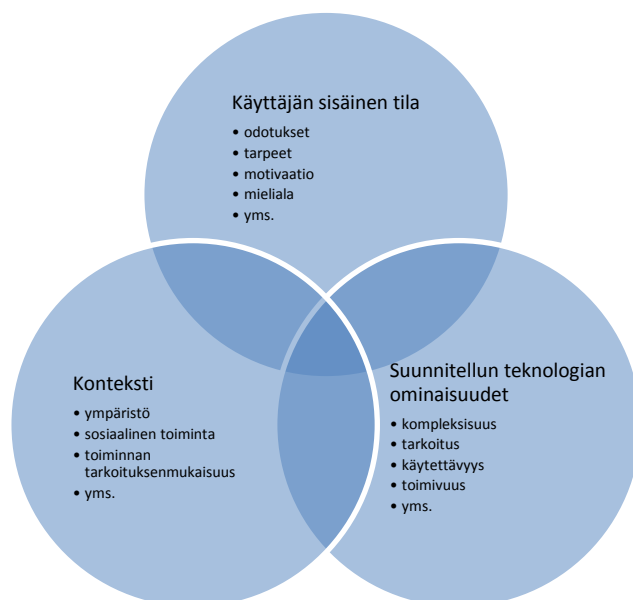 Käyttäjän sisäinen tila
• odotukset
• tarpeet
• motivaatio
• mieliala
• yms.
Konteksti
• ympäristö
• sosiaalinen toiminta
• toiminnan
tarkoituksenmukaisuus
• yms.
Suunnitellun teknologian
ominaisuudet
• kompleksisuus
• tarkoitus
• käytettävyys
• toimivuus
• yms.